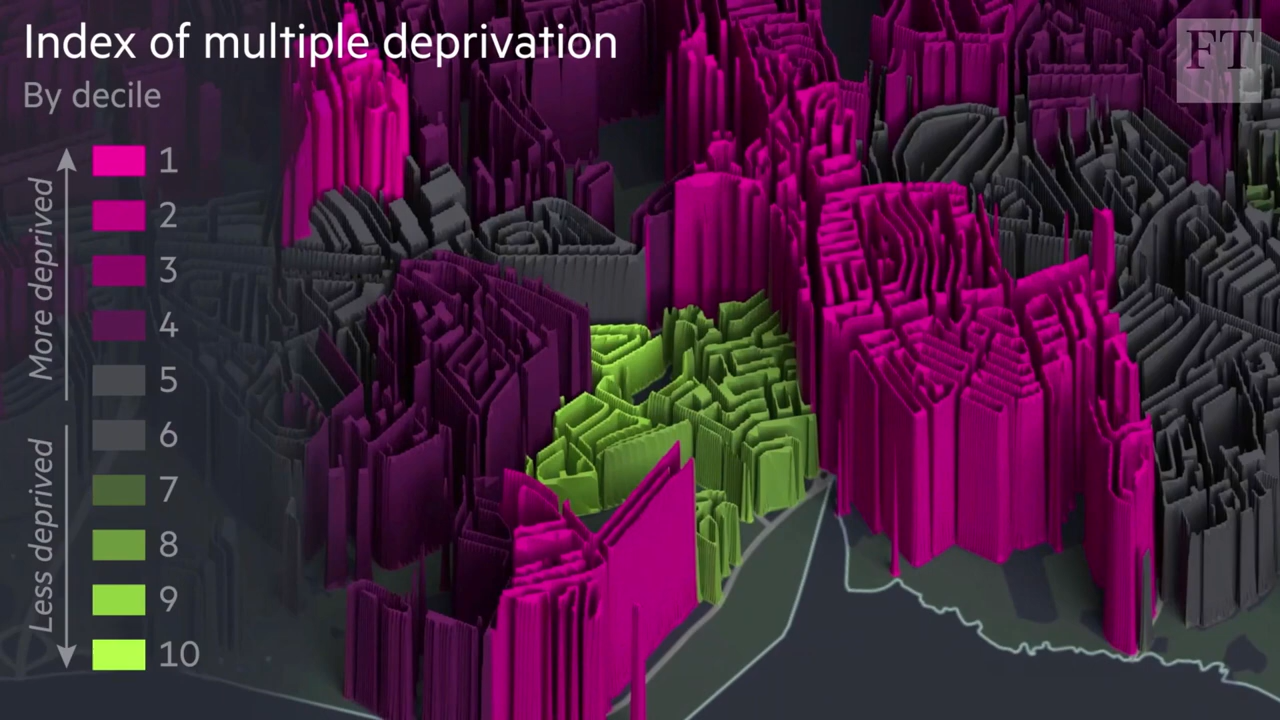 Index of multiple deprivation
By decile
FT
More deprived
Less deprived
1
2
3
4
5
6
7
8
9
10